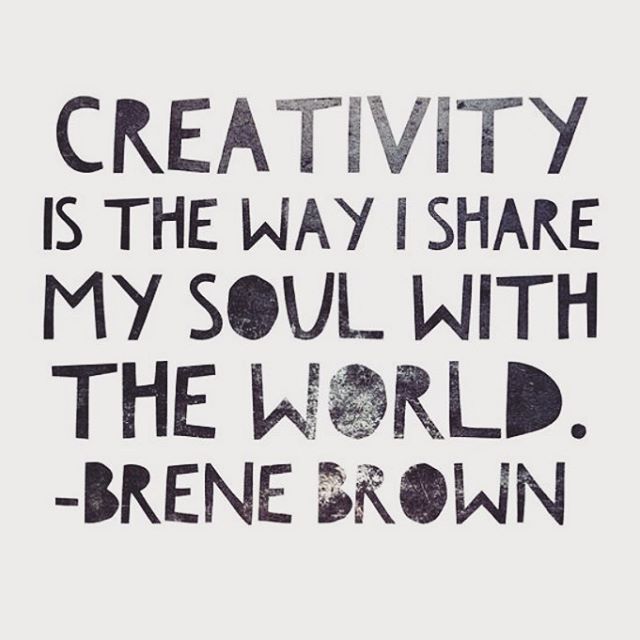 CREATIVITY
IS THE WAY I SHARE
MY SOUL WITH
THE WORLD.
-BRENE BROWN